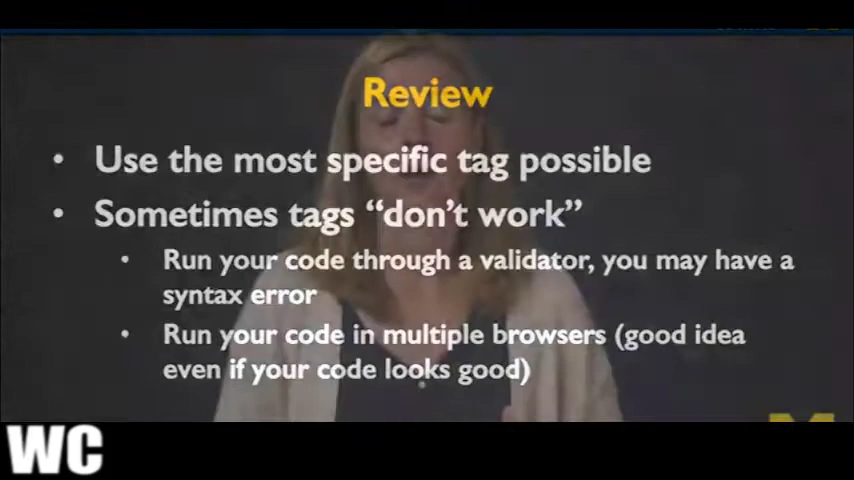 Review
• Use the most specific tag possible
• Sometimes tags “don’t work”
• Run your code through a validator, you may have a
syntax error
• Run your code in multiple browsers (good idea
even if your code looks good)
M
WC